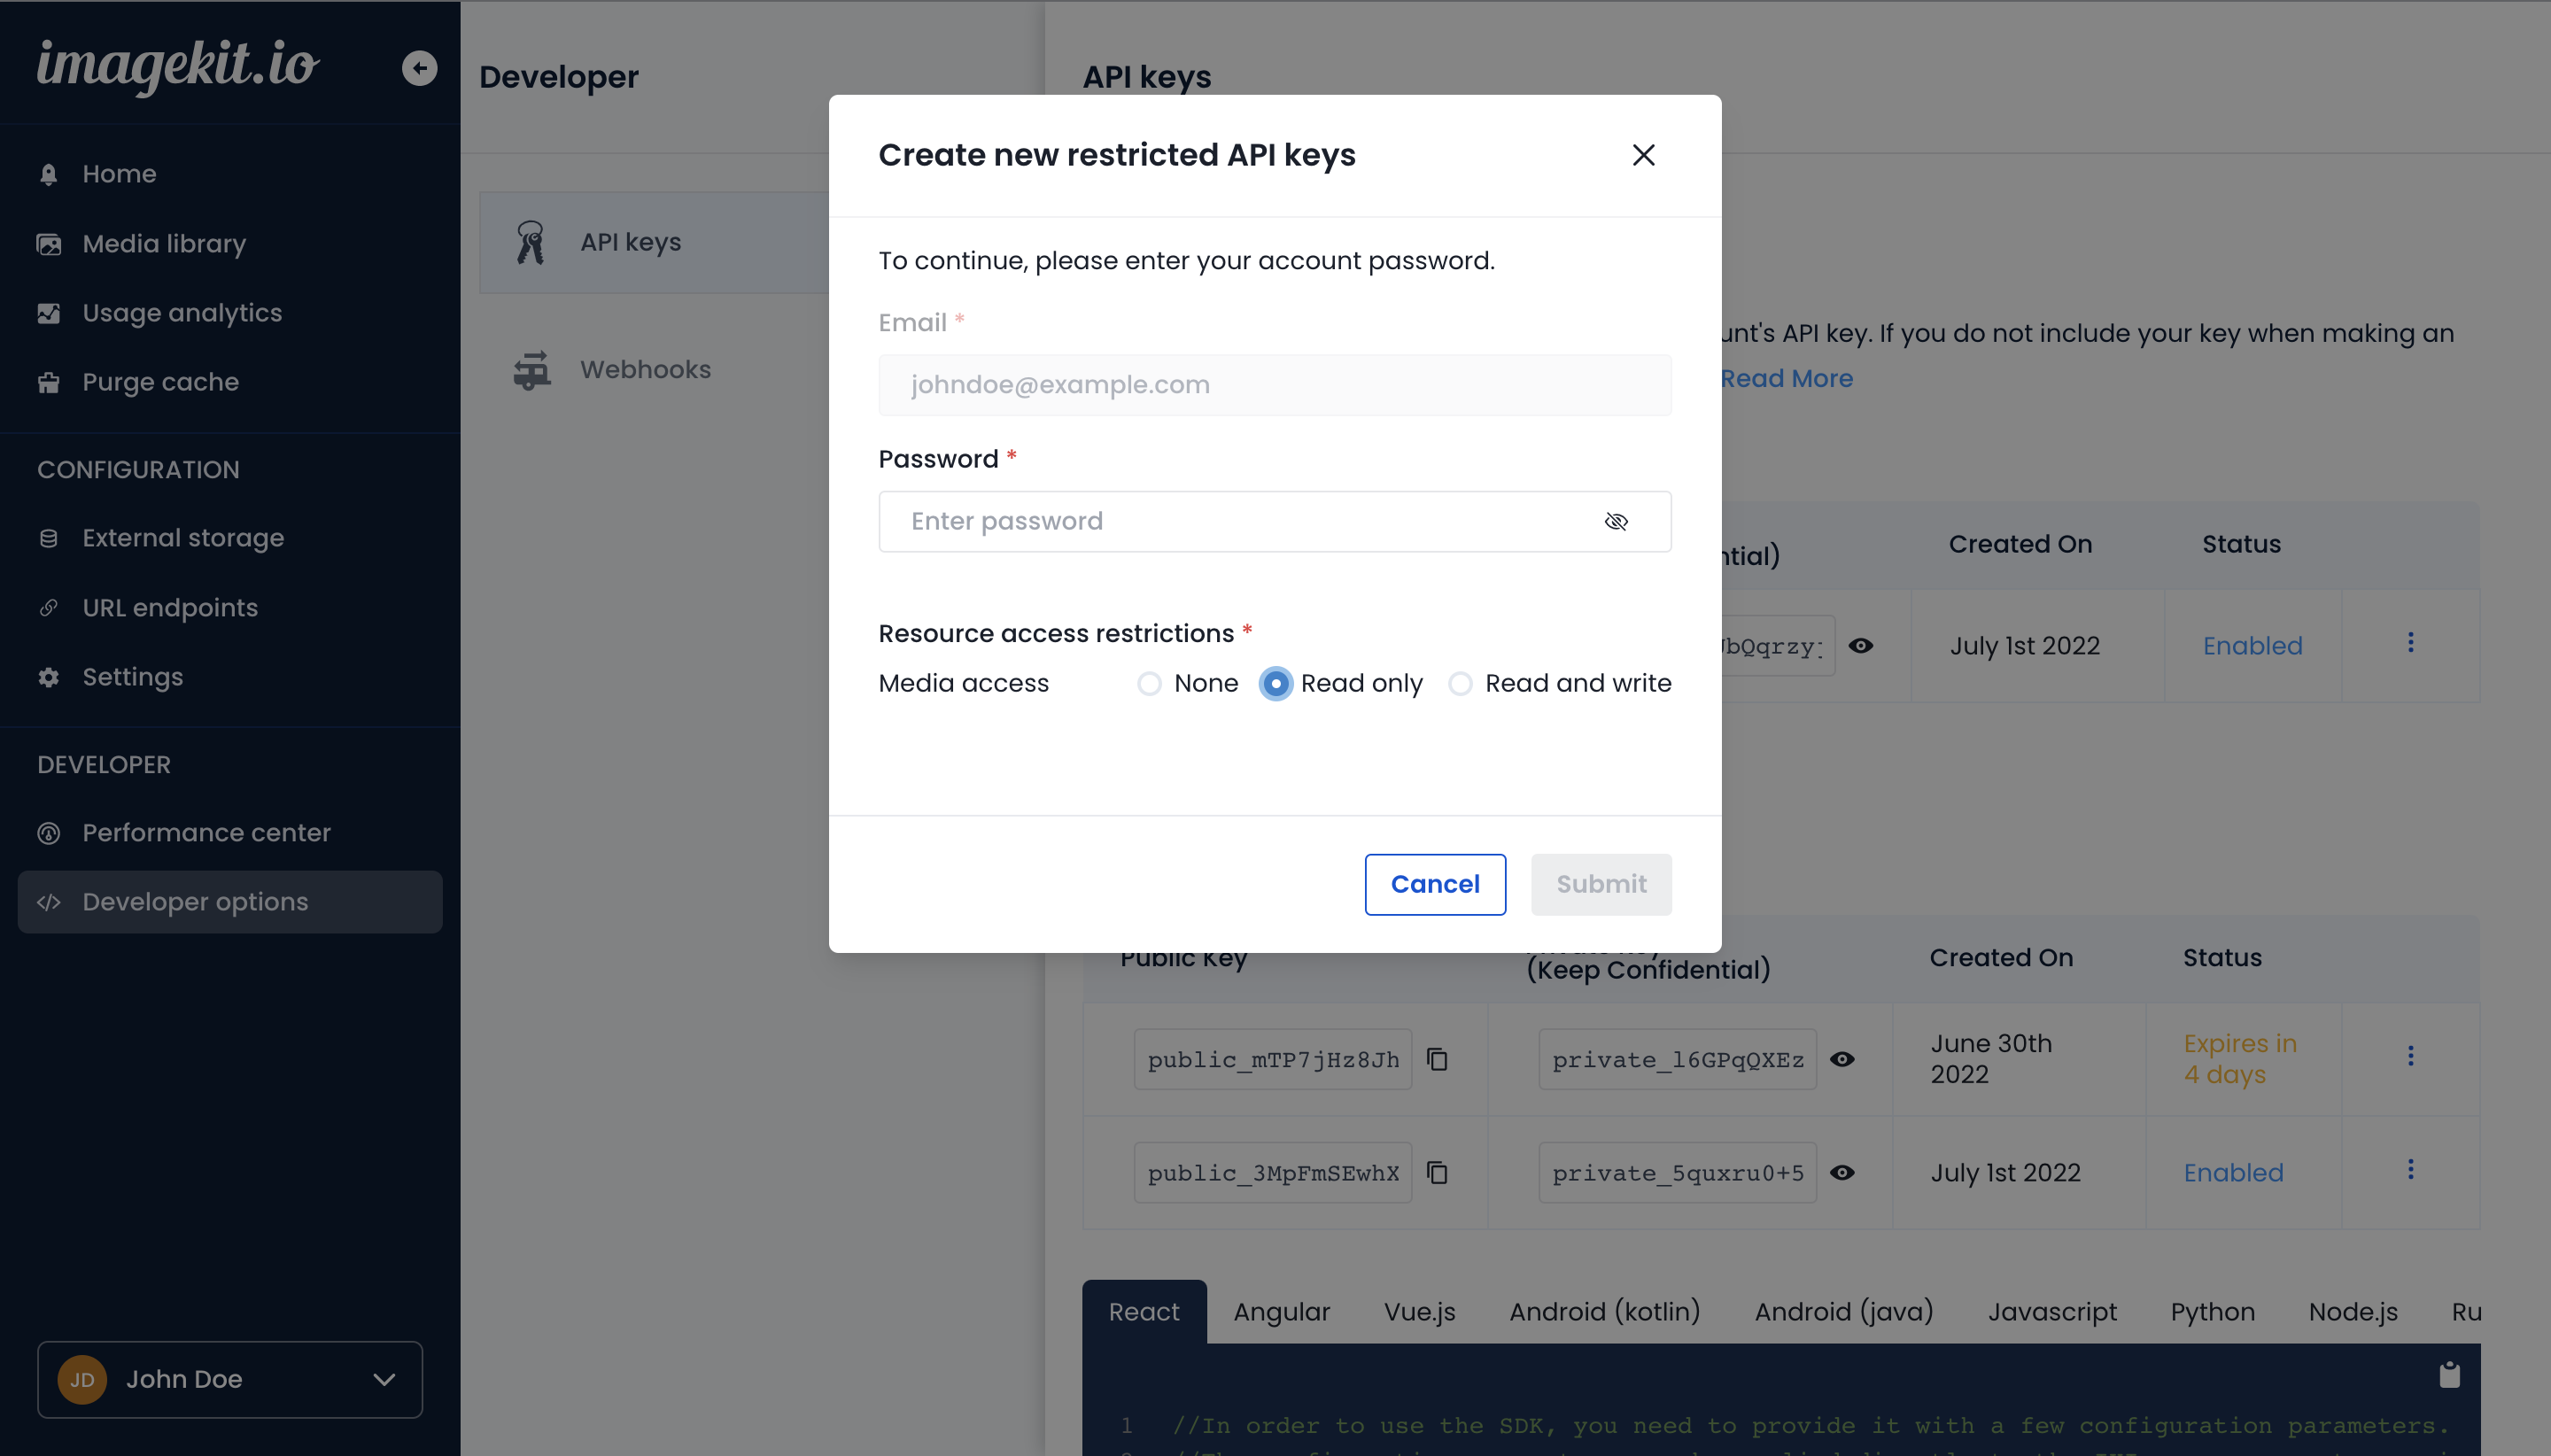 imagekit.io
Home
Media library
Usage analytics
Purge cache
CONFIGURATION
External storage
URL endpoints
Settings
DEVELOPER
Performance center
Developer options
JD John Doe
Developer
API keys
Webhooks
API keys
Create new restricted API keys
To continue, please enter your account password.
Email *
johndoe@example.com
Password *
Enter password
Resource access restrictions *
Media access None Read only Read and write
Cancel Submit
API key. If you do not include your key when making an
Read More
Created On Status
July 1st 2022 Enabled
Public Key (Keep Confidential) Created On Status
public_mTP7jHz8Jh private_l6GPqQXEz June 30th 2022 Expires in 4 days
public_3MpFmSEwhX private_5quxru0+5 July 1st 2022 Enabled
React Angular Vue.js Android (kotlin) Android (java) Javascript Python Node.js Ru
1 //In order to use the SDK, you need to provide it with a few configuration parameters.